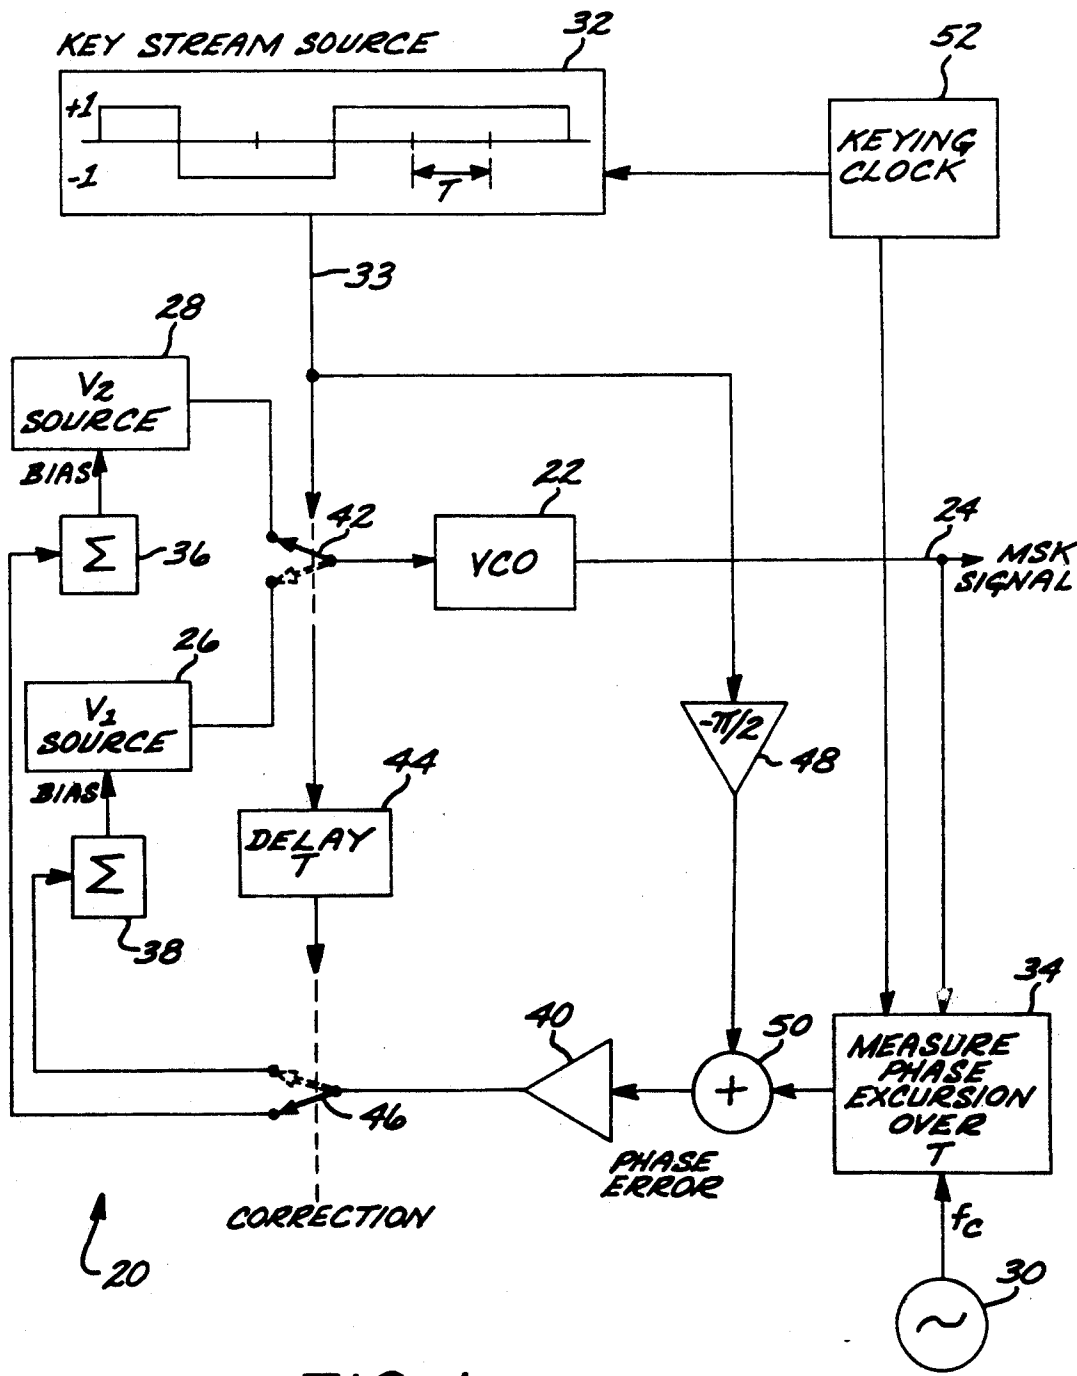 KEY STREAM SOURCE
32
52
+1
-1
T
KEYING
CLOCK
33
28
V2
SOURCE
BIAS
Σ
36
42
22
VCO
24
MSK
SIGNAL
26
V1
SOURCE
BIAS
Σ
38
44
DELAY
T
-π/2
48
40
50
+
34
MEASURE
PHASE
EXCURSION
OVER
T
46
PHASE
ERROR
CORRECTION
20
fc
30